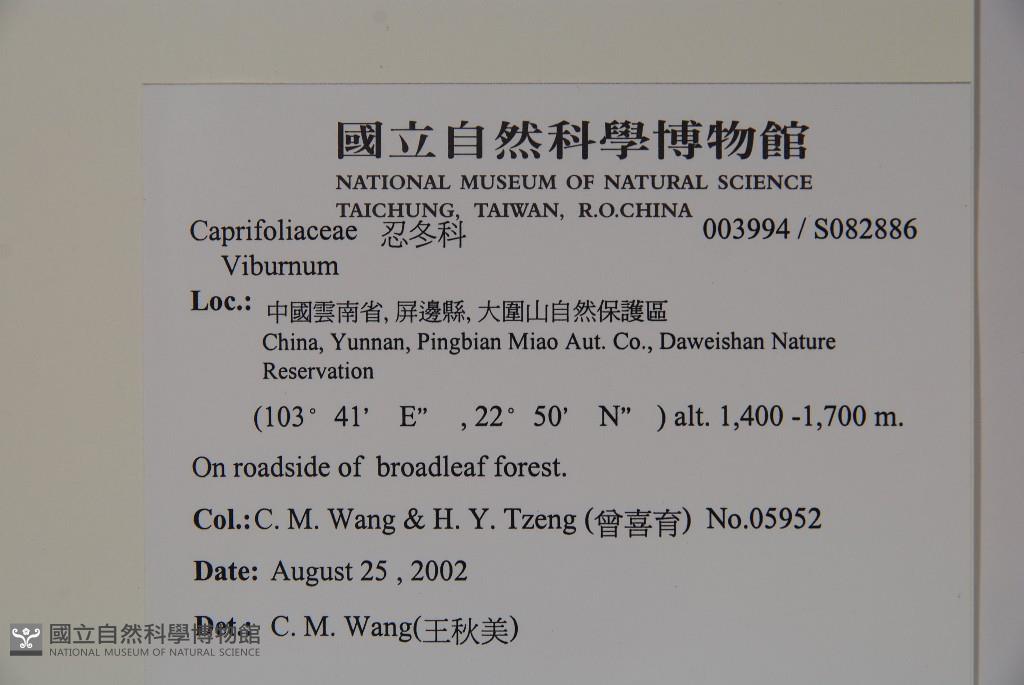 國立自然科學博物館
NATIONAL MUSEUM OF NATURAL SCIENCE
TAICHUNG, TAIWAN, R.O.CHINA
Caprifoliaceae 忍冬科 003994 / S082886
Viburnum
Loc.: 中國雲南省, 屏邊縣, 大圍山自然保護區
China, Yunnan, Pingbian Miao Aut. Co., Daweishan Nature
Reservation
(103° 41’ E” , 22° 50’ N” ) alt. 1,400 -1,700 m.
On roadside of broadleaf forest.
Col.: C. M. Wang & H. Y. Tzeng (曾喜育) No.05952
Date: August 25 , 2002
Det.: C. M. Wang(王秋美)
國立自然科學博物館
NATIONAL MUSEUM OF NATURAL SCIENCE